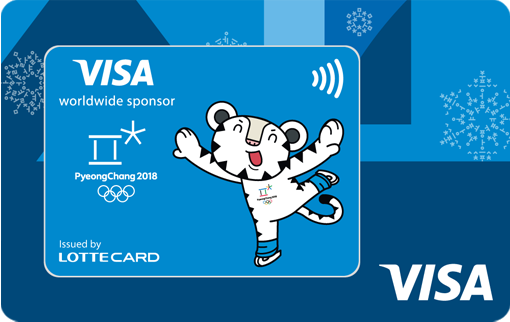 VISA
worldwide sponsor
PyeongChang 2018
Issued by
LOTTECARD
VISA